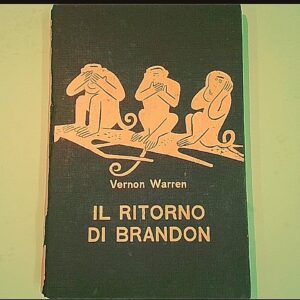 Vernon Warren
IL RITORNO
DI BRANDON